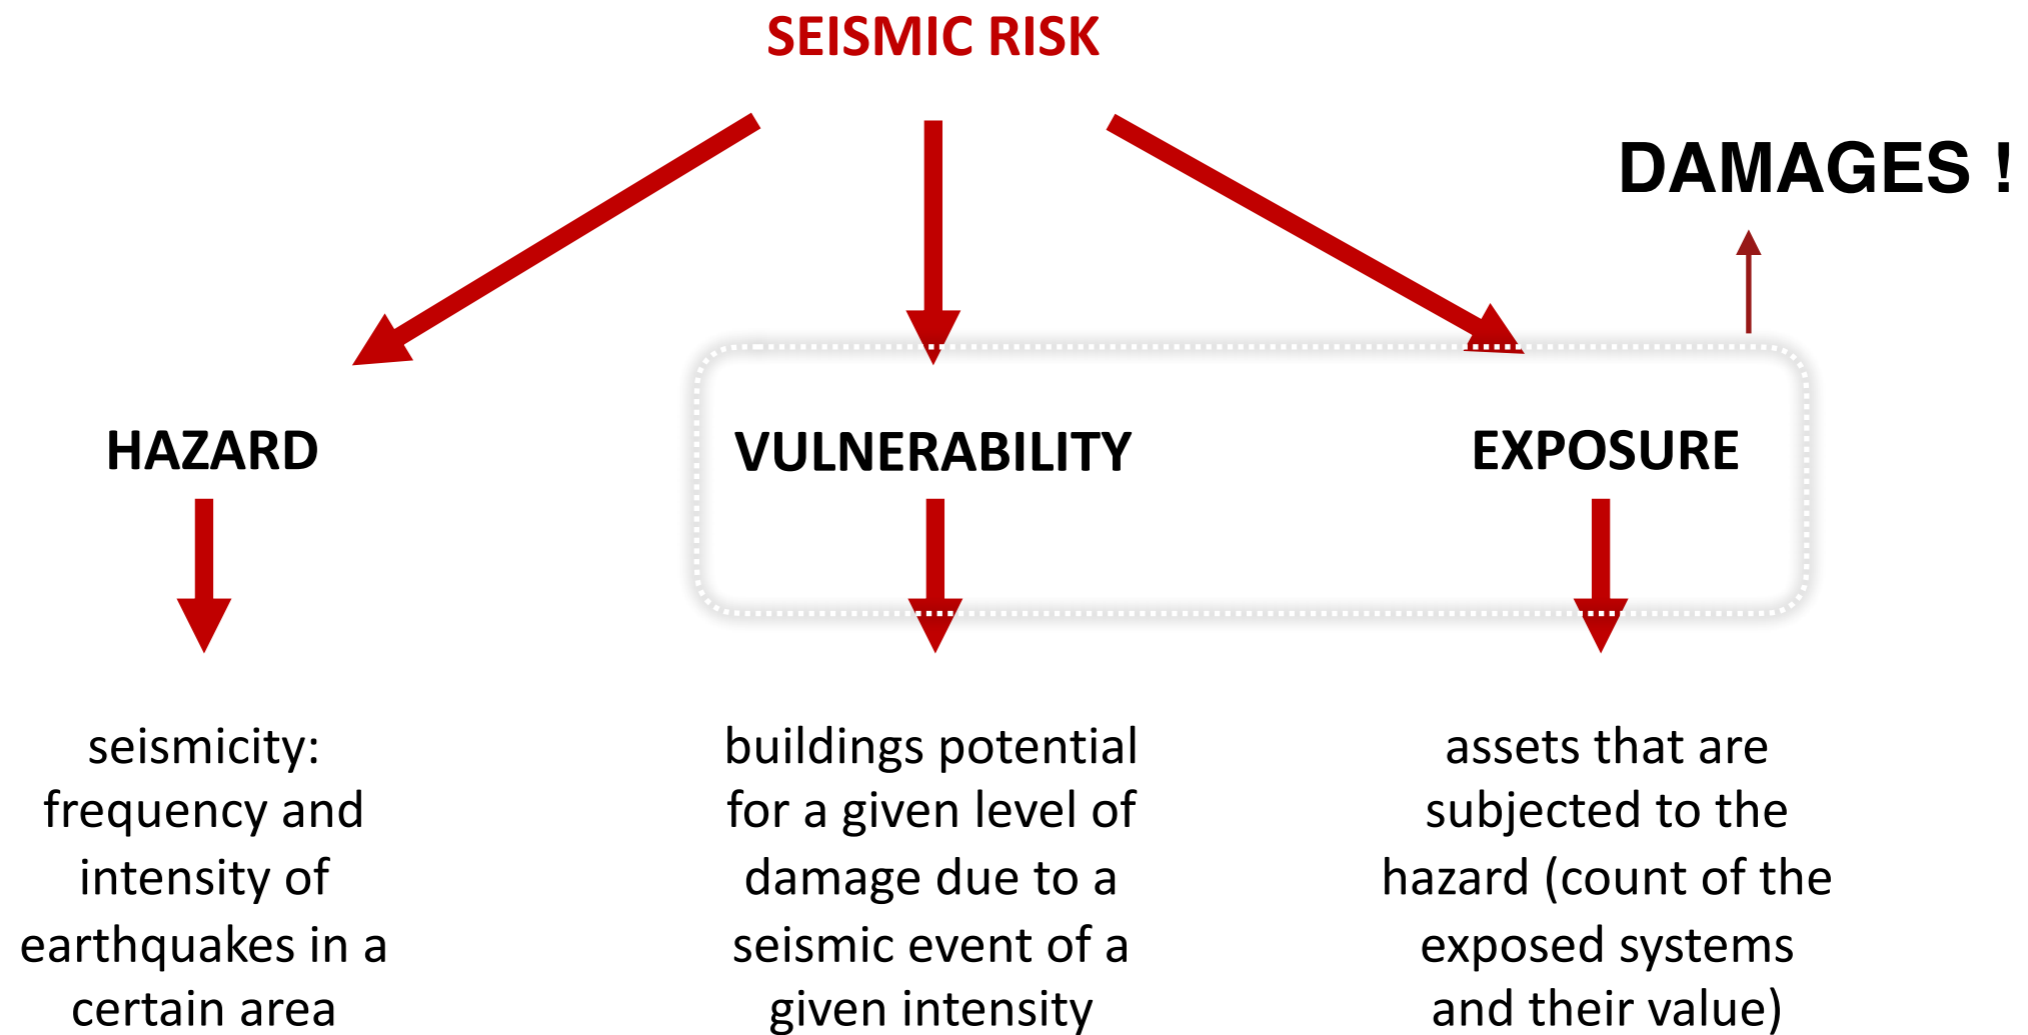 SEISMIC RISK
DAMAGES !
HAZARD
VULNERABILITY
EXPOSURE
seismicity:
frequency and
intensity of
earthquakes in a
certain area
buildings potential
for a given level of
damage due to a
seismic event of a
given intensity
assets that are
subjected to the
hazard (count of the
exposed systems
and their value)